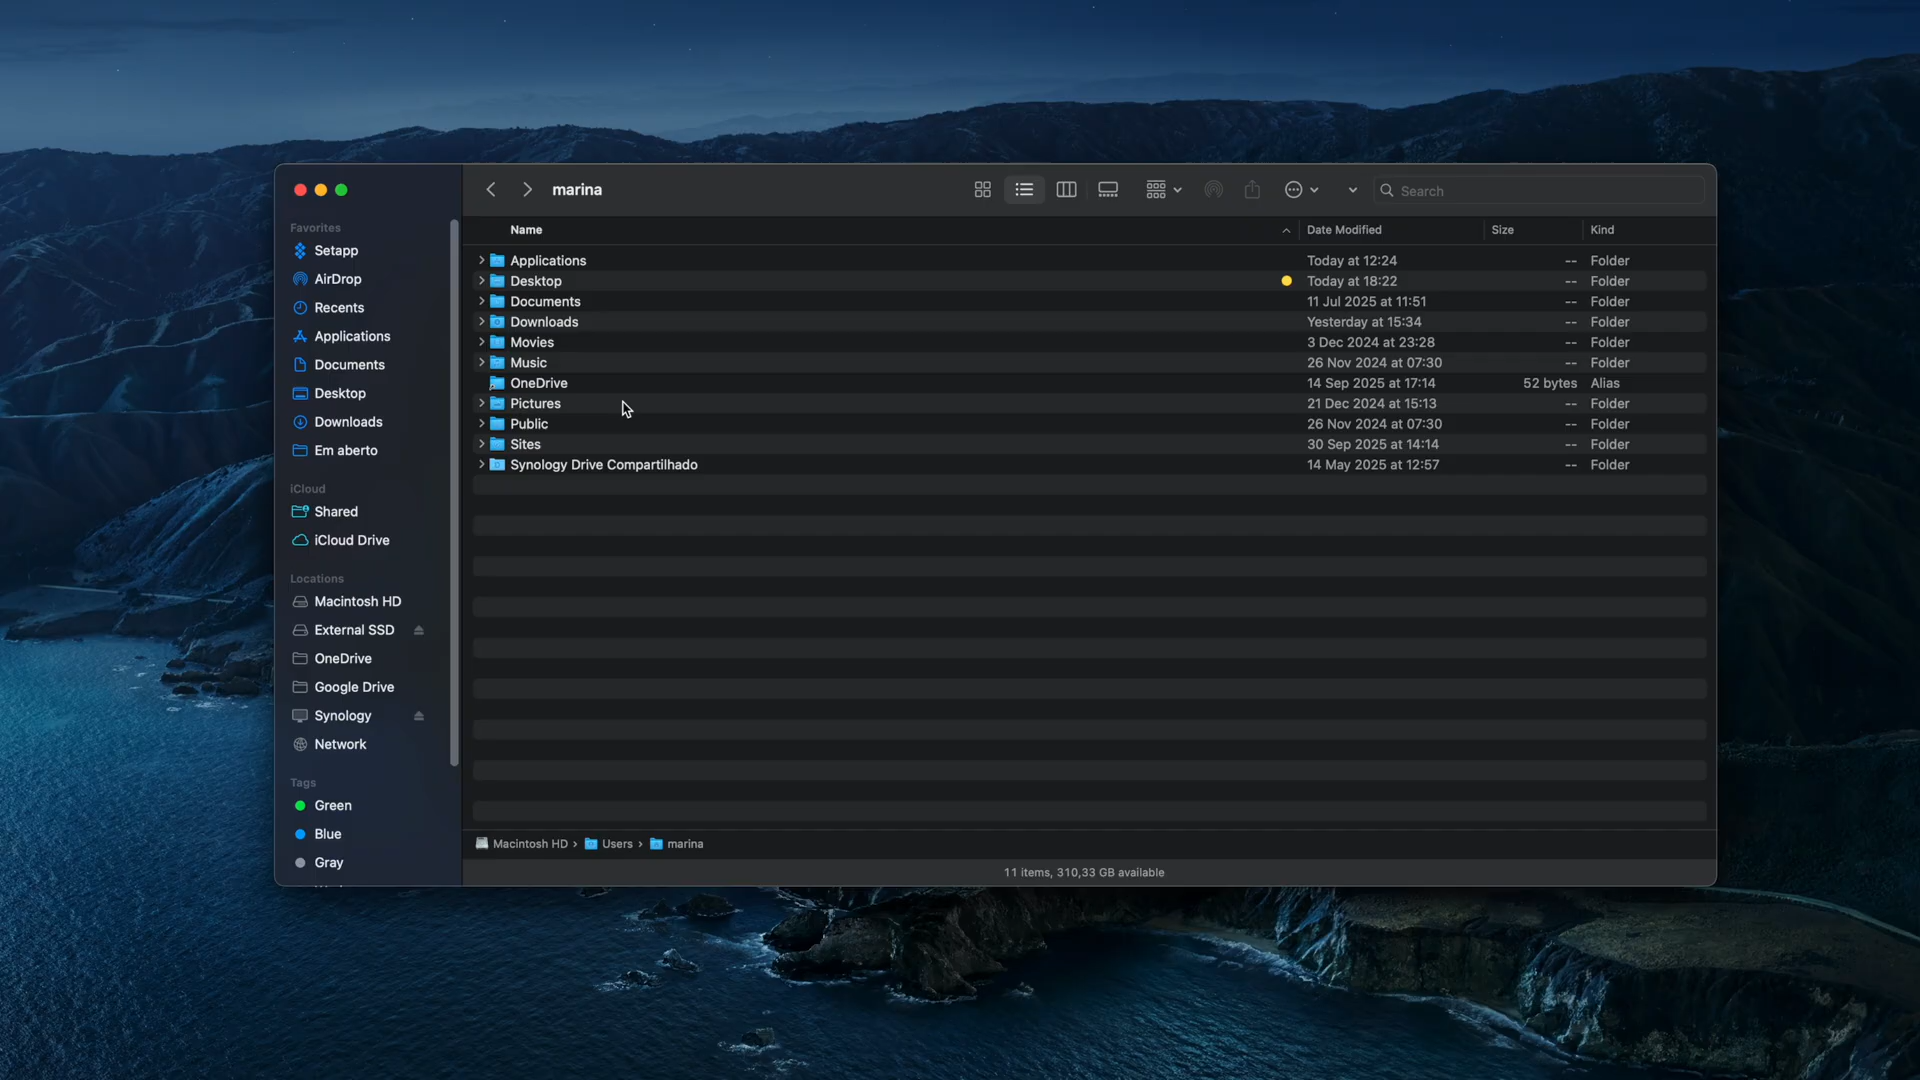 marina
Search
Favorites
Setapp
AirDrop
Recents
Applications
Documents
Desktop
Downloads
Em aberto
iCloud
Shared
iCloud Drive
Locations
Macintosh HD
External SSD
OneDrive
Google Drive
Synology
Network
Tags
Green
Blue
Gray
Name Date Modified Size Kind
Applications Today at 12:24 -- Folder
Desktop Today at 18:22 -- Folder
Documents 11 Jul 2025 at 11:51 -- Folder
Downloads Yesterday at 15:34 -- Folder
Movies 3 Dec 2024 at 23:28 -- Folder
Music 26 Nov 2024 at 07:30 -- Folder
OneDrive 14 Sep 2025 at 17:14 52 bytes Alias
Pictures 21 Dec 2024 at 15:13 -- Folder
Public 26 Nov 2024 at 07:30 -- Folder
Sites 30 Sep 2025 at 14:14 -- Folder
Synology Drive Compartilhado 14 May 2025 at 12:57 -- Folder
Macintosh HD › Users › marina
11 items, 310,33 GB available